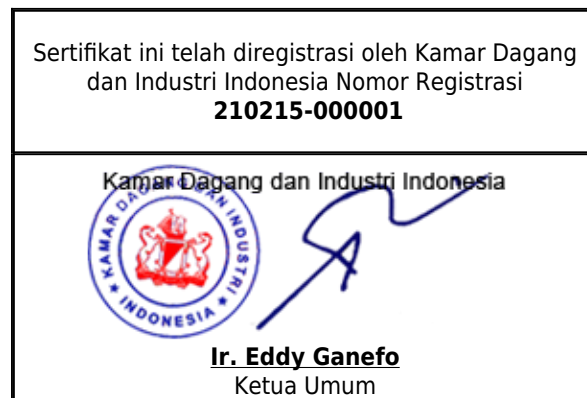 Sertifikat ini telah diregistrasi oleh Kamar Dagang
dan Industri Indonesia Nomor Registrasi
210215-000001
Kamar Dagang dan Industri Indonesia
KAMAR DAGANG DAN INDUSTRI
INDONESIA
Ir. Eddy Ganefo
Ketua Umum